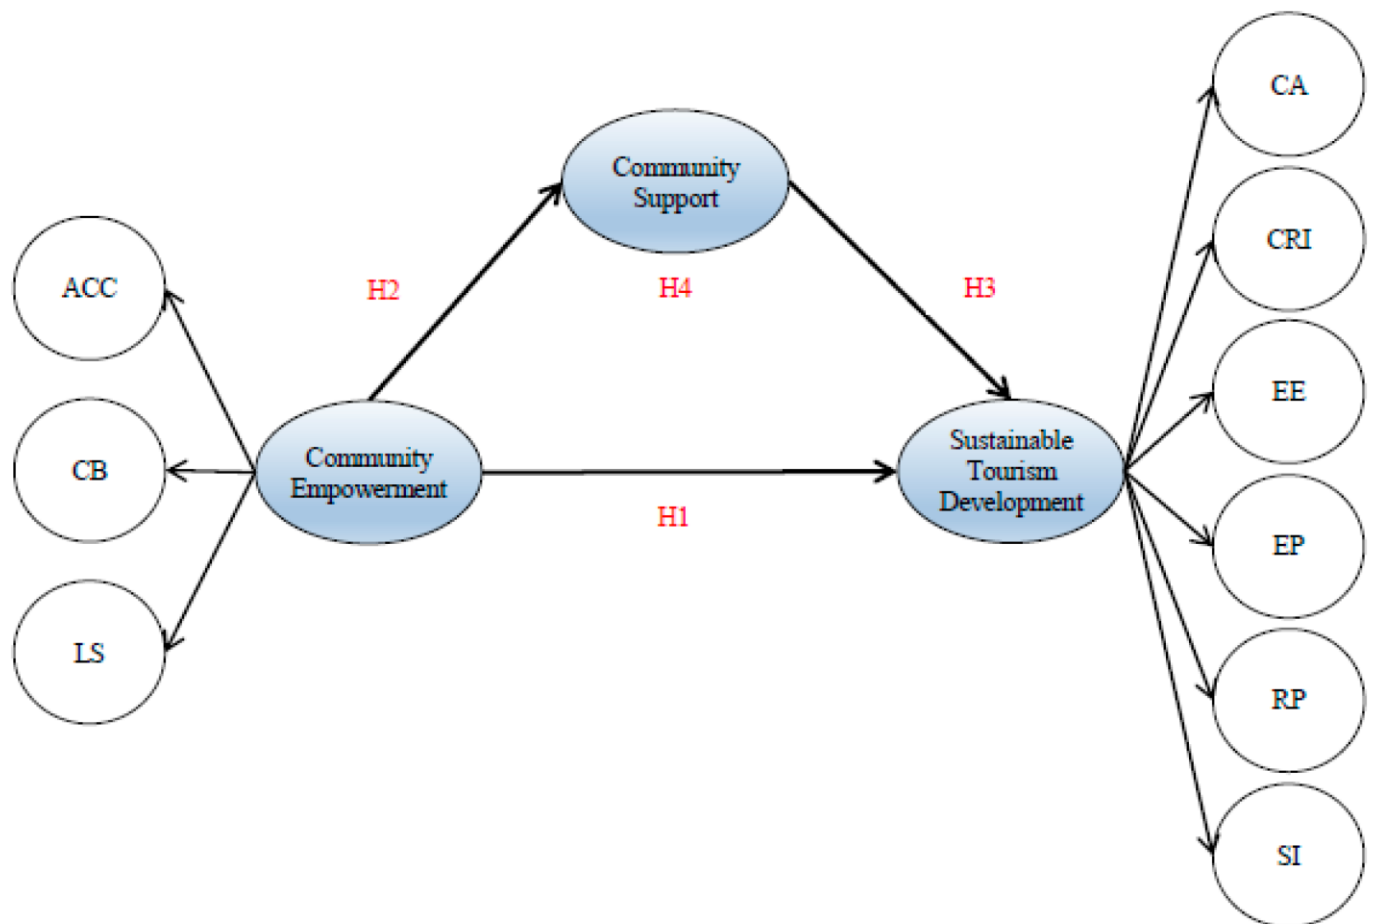 CA
Community
Support
CRI
ACC
H2
H4
H3
EE
Community
Empowerment
Sustainable
Tourism
Development
CB
H1
EP
LS
RP
SI